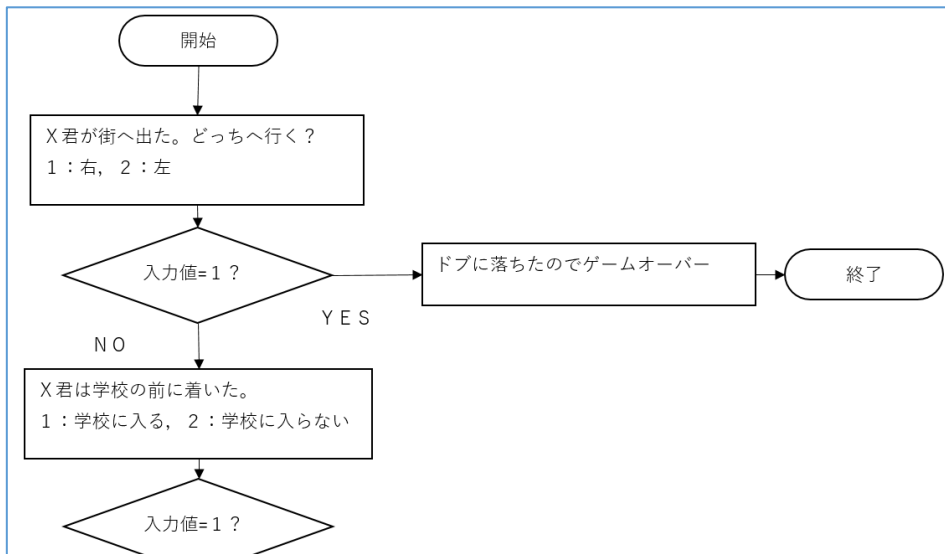 開始
X君が街へ出た。どっちへ行く？
１：右，２：左
入力値=１？
ドブに落ちたのでゲームオーバー
終了
ＹＥＳ
ＮＯ
X君は学校の前に着いた。
１：学校に入る，２：学校に入らない
入力値=１？